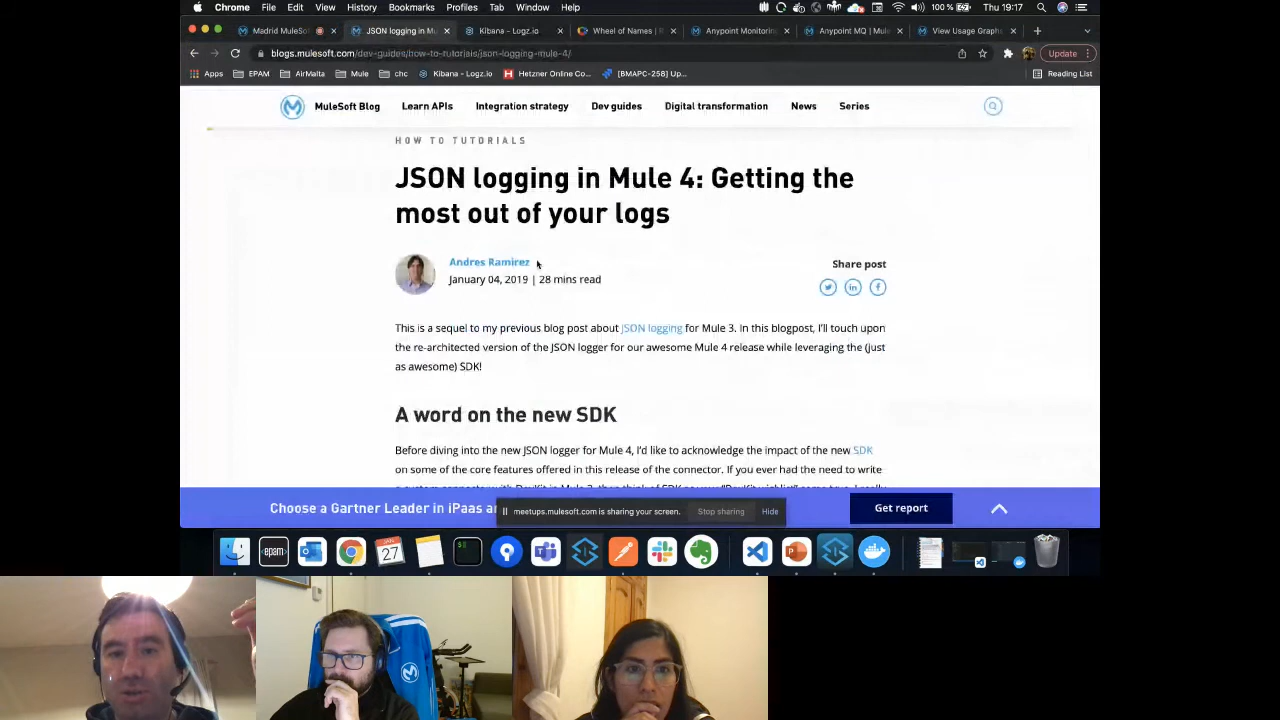 Chrome File Edit View History Bookmarks Profiles Tab Window Help 100 % Thu 19:17
Madrid MuleSo
JSON logging in Mu
Kibana - Logz.io
Wheel of Names | R
Anypoint Monitorin
Anypoint MQ | Mule
View Usage Graphs
blogs.mulesoft.com/dev-guides/how-to-tutorials/json-logging-mule-4/
Update
Apps EPAM AirMalta Mule chc Kibana - Logz.io Hetzner Online Co... [BMAPC-258] Up... Reading List
MuleSoft Blog Learn APIs Integration strategy Dev guides Digital transformation News Series
HOW TO TUTORIALS
JSON logging in Mule 4: Getting the
most out of your logs
Andres Ramirez
January 04, 2019 | 28 mins read
Share post
This is a sequel to my previous blog post about JSON logging for Mule 3. In this blogpost, I'll touch upon
the re-architected version of the JSON logger for our awesome Mule 4 release while leveraging the (just
as awesome) SDK!
A word on the new SDK
Before diving into the new JSON logger for Mule 4, I'd like to acknowledge the impact of the new SDK
on some of the core features offered in this release of the connector. If you ever had the need to write
Choose a Gartner Leader in iPaas an
meetups.mulesoft.com is sharing your screen. Stop sharing Hide
Get report
<epam>
JAN
27